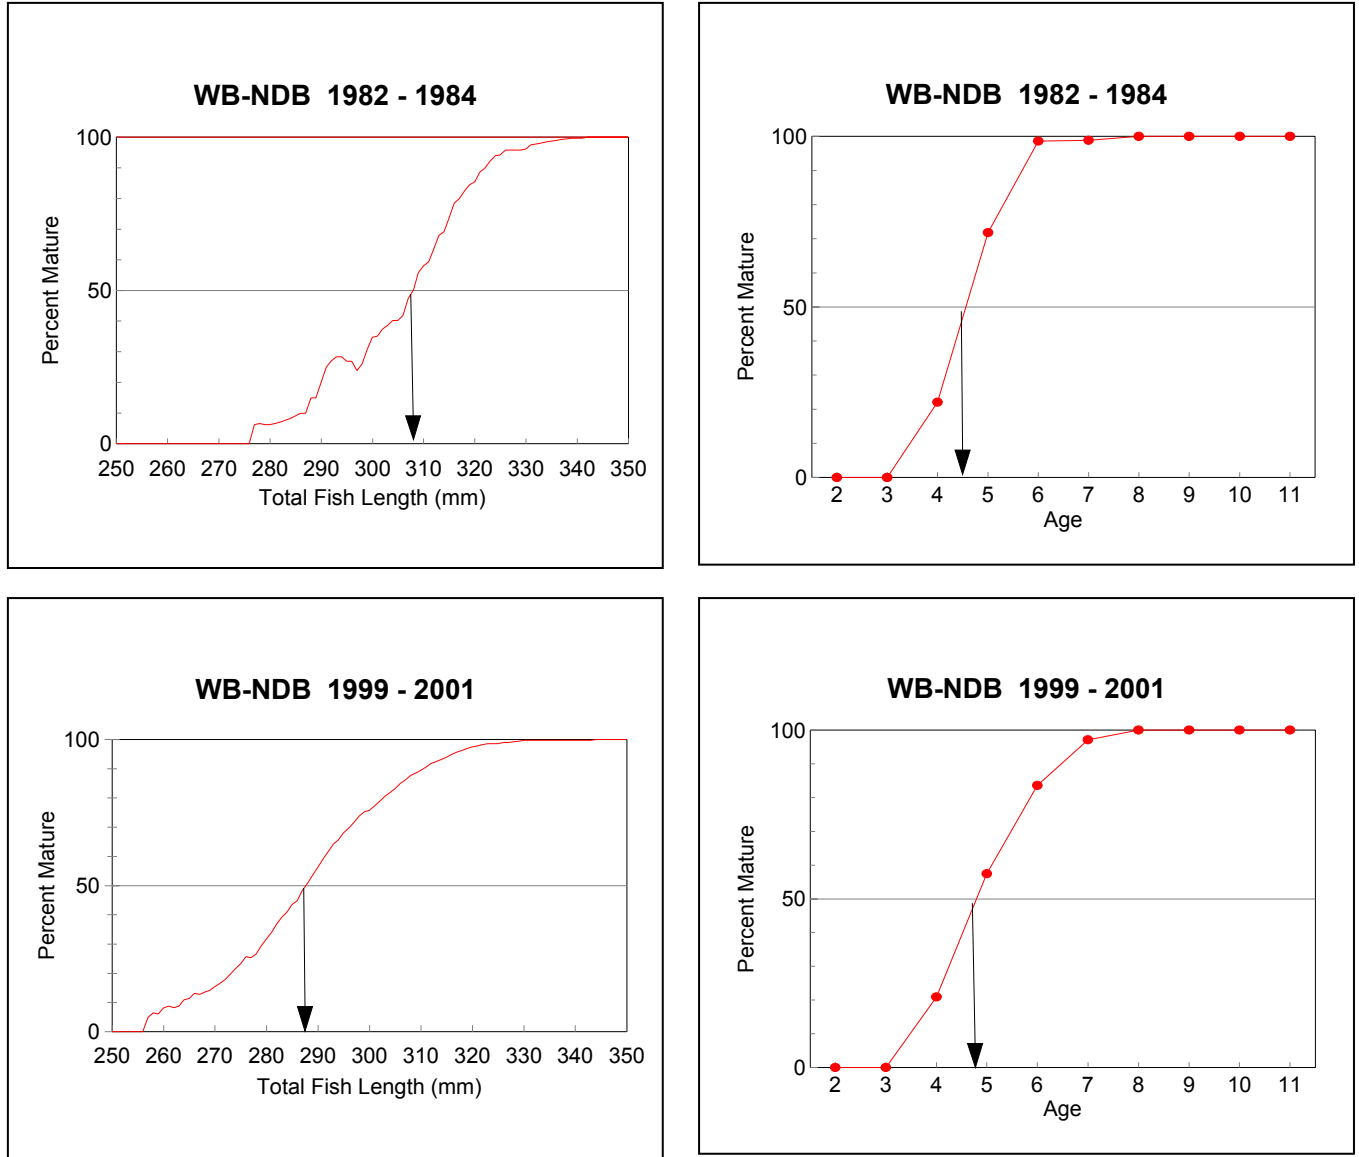 WB-NDB 1982 - 1984
100
50
0
Percent Mature
250 260 270 280 290 300 310 320 330 340 350
Total Fish Length (mm)
WB-NDB 1982 - 1984
100
50
0
Percent Mature
2 3 4 5 6 7 8 9 10 11
Age
WB-NDB 1999 - 2001
100
50
0
Percent Mature
250 260 270 280 290 300 310 320 330 340 350
Total Fish Length (mm)
WB-NDB 1999 - 2001
100
50
0
Percent Mature
2 3 4 5 6 7 8 9 10 11
Age